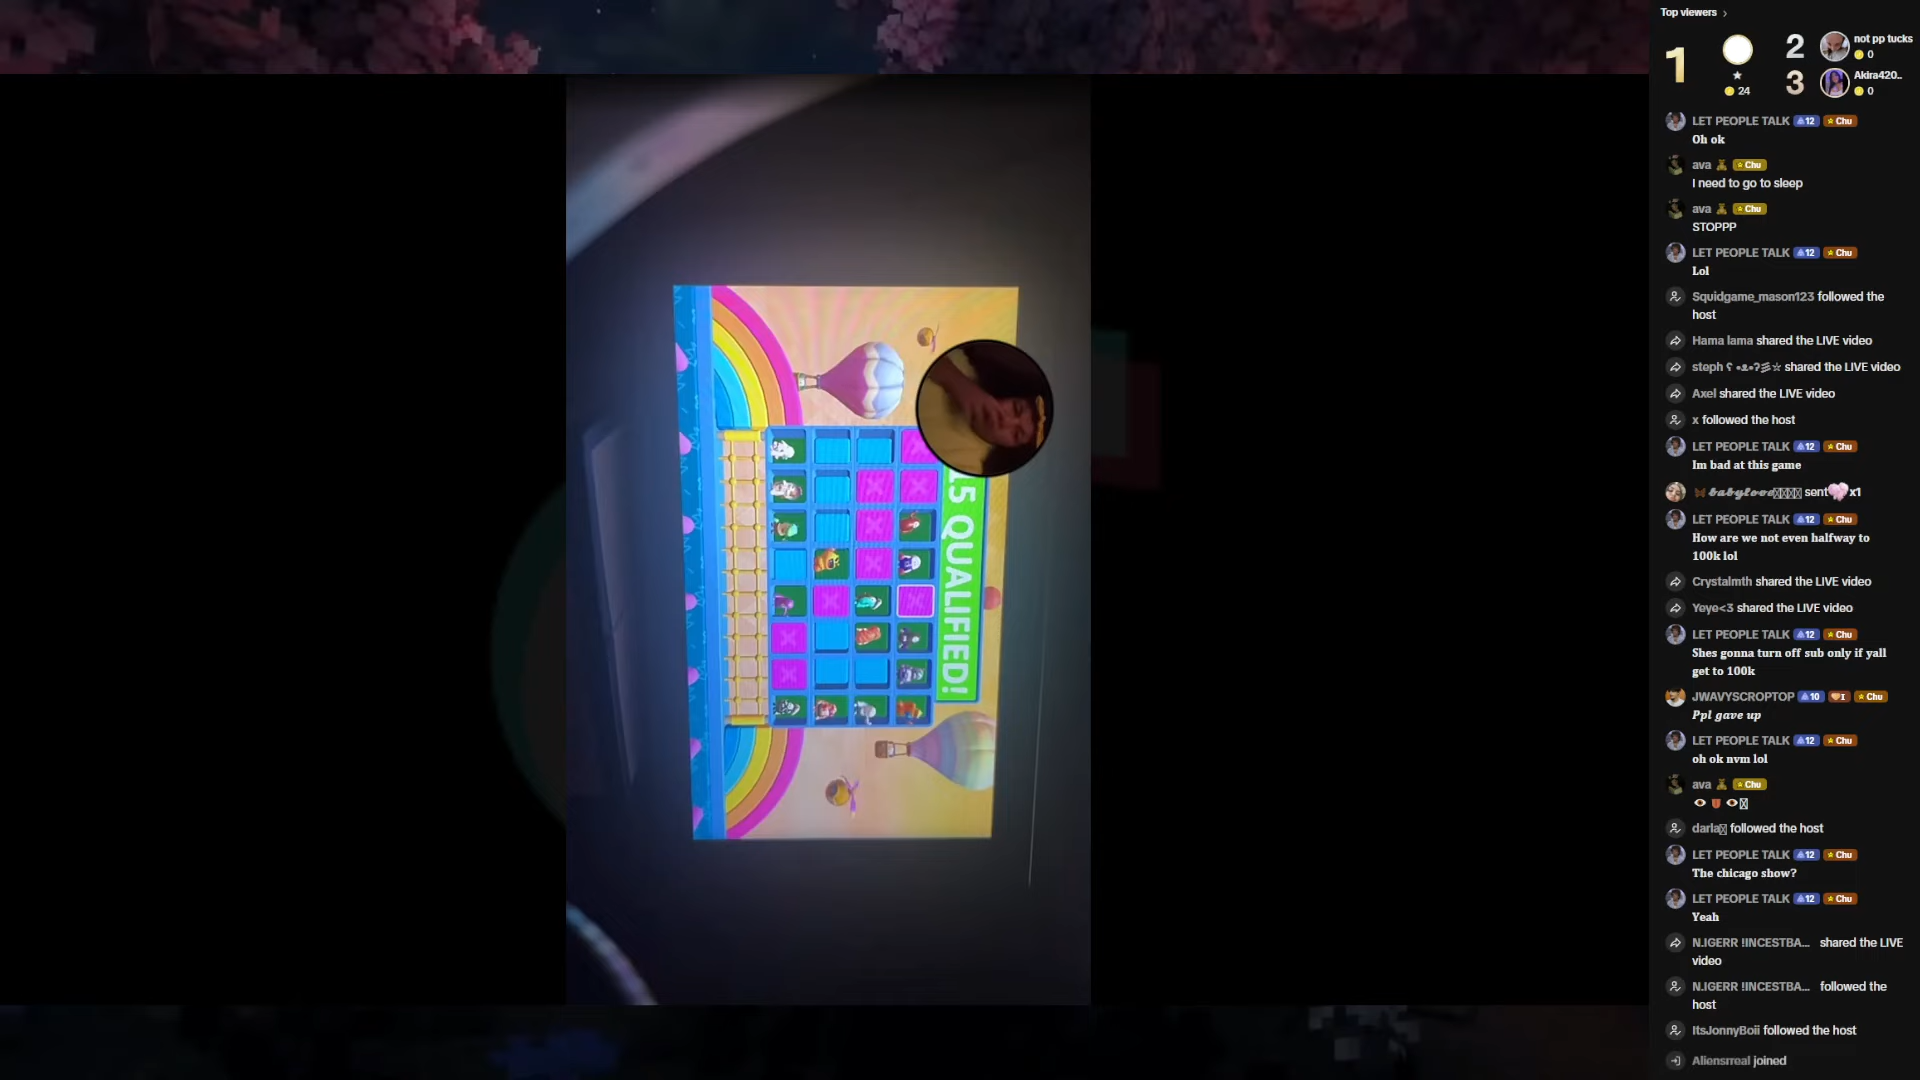 Top viewers
1
24
2
not pp tucks
0
3
Akira420..
0
15 QUALIFIED!
LET PEOPLE TALK 12 Chu
Oh ok
ava Chu
I need to go to sleep
ava Chu
STOPPP
LET PEOPLE TALK 12 Chu
Lol
Squidgame_mason123 followed the
host
Hama lama shared the LIVE video
steph shared the LIVE video
Axel shared the LIVE video
x followed the host
LET PEOPLE TALK 12 Chu
Im bad at this game
𝓫𝓪𝓫𝔂𝓵𝓸𝓿𝓮 sent x1
LET PEOPLE TALK 12 Chu
How are we not even halfway to
100k lol
Crystalmth shared the LIVE video
Yeye<3 shared the LIVE video
LET PEOPLE TALK 12 Chu
Shes gonna turn off sub only if yall
get to 100k
JWAVYSCROPTOP 10 I Chu
Ppl gave up
LET PEOPLE TALK 12 Chu
oh ok nvm lol
ava Chu
darla followed the host
LET PEOPLE TALK 12 Chu
The chicago show?
LET PEOPLE TALK 12 Chu
Yeah
N.IGERR !INCESTBA... shared the LIVE
video
N.IGERR !INCESTBA... followed the
host
ItsJonnyBoii followed the host
Aliensrreal joined